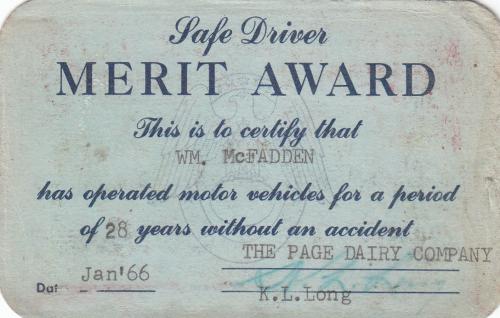 Safe Driver
MERIT AWARD
This is to certify that
WM. McFADDEN
has operated motor vehicles for a period
of 28 years without an accident
THE PAGE DAIRY COMPANY
Jan'66
Dat
K.L.Long